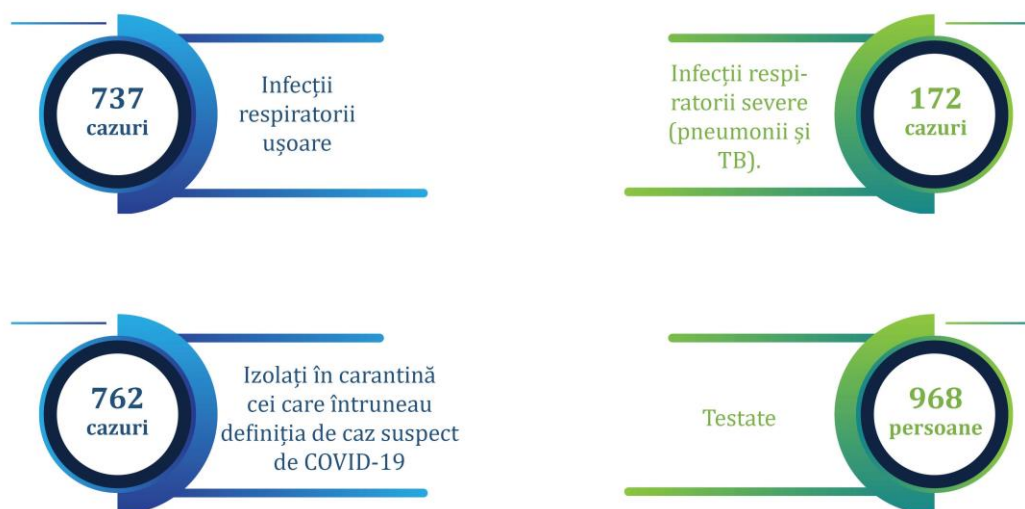 737
cazuri
Infecții
respiratorii
ușoare
Infecții respi-
ratorii severe
(pneumonii și
TB).
172
cazuri
762
cazuri
Izolați în carantină
cei care întruneau
definiția de caz suspect
de COVID-19
Testate
968
persoane